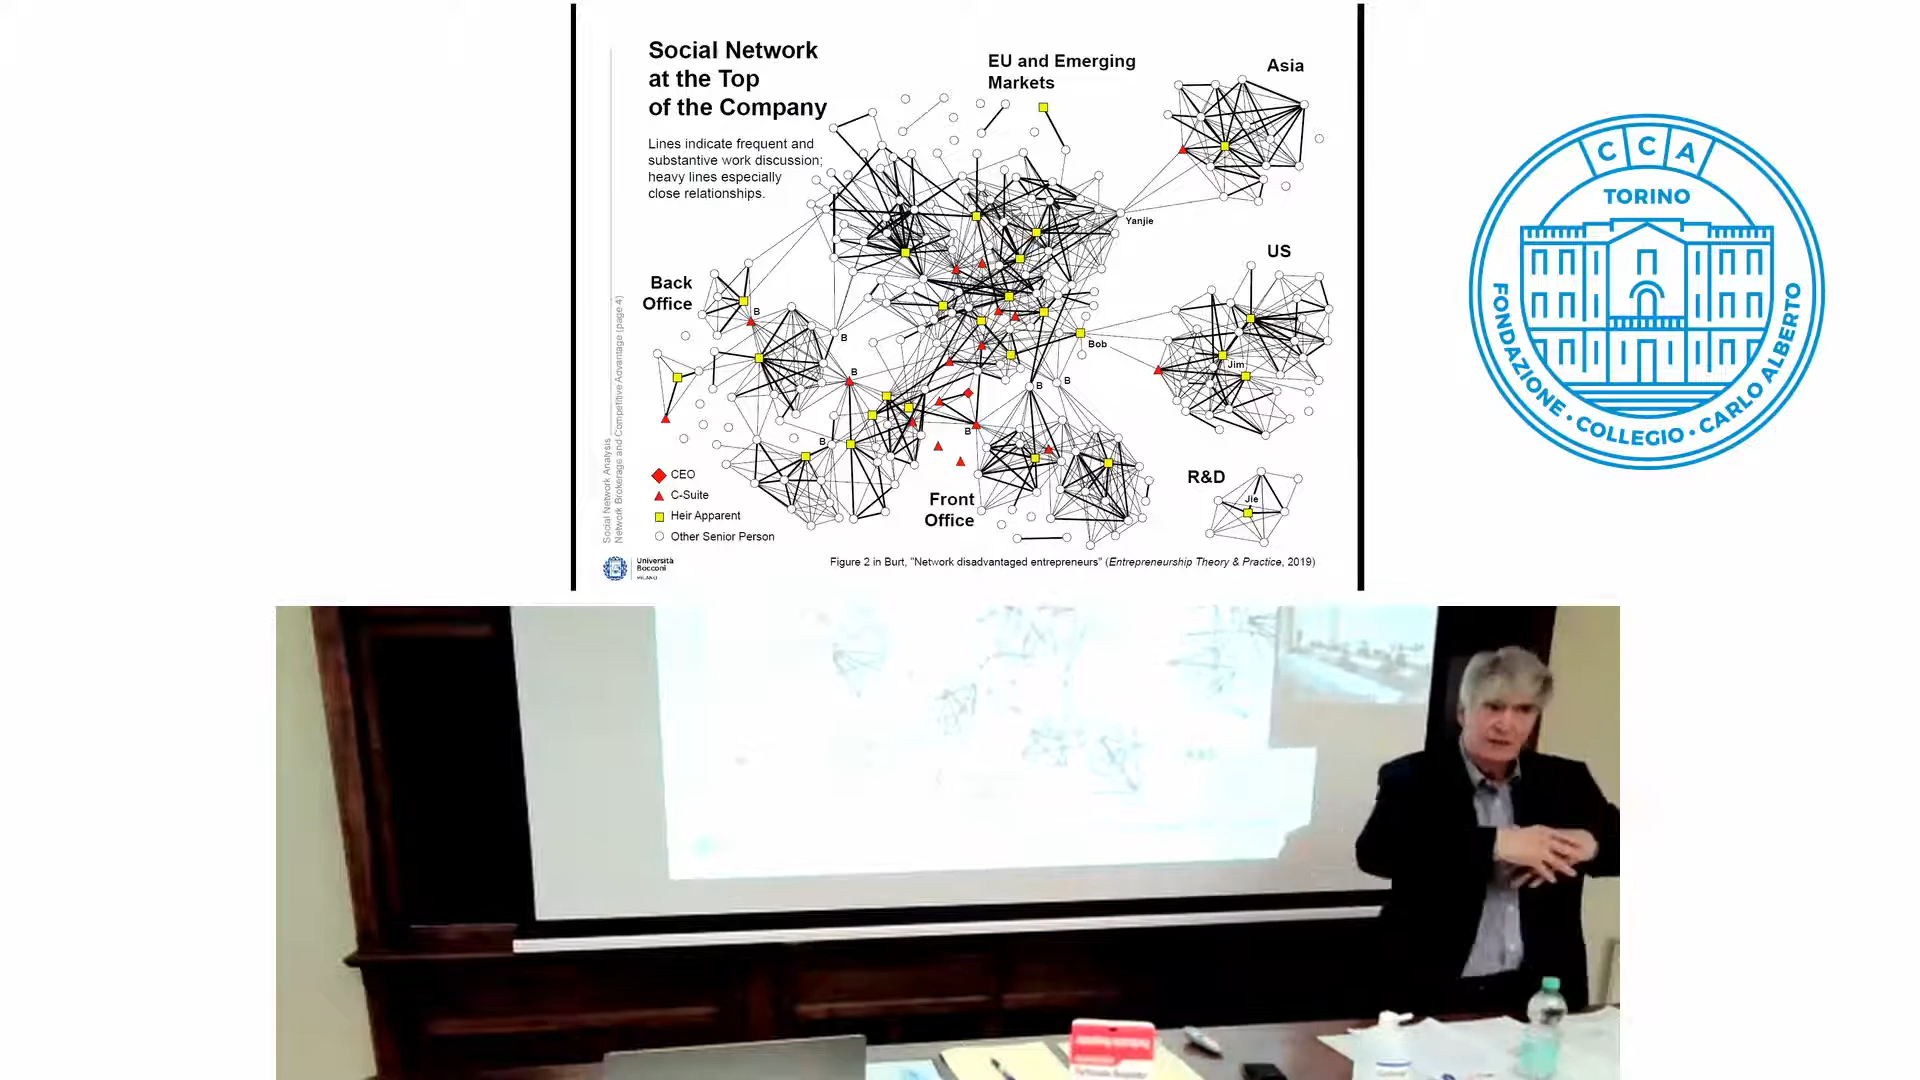 Social Network
at the Top
of the Company
Lines indicate frequent and
substantive work discussion;
heavy lines especially
close relationships.
EU and Emerging
Markets
Asia
Yanjie
US
Back
Office
B
B
Bob
Jim
B
B
B
B
B
R&D
Jie
Front
Office
CEO
C-Suite
Heir Apparent
Other Senior Person
Social Network Analysis
Network Brokerage and Competitive Advantage (page 4)
Università
Bocconi
MILANO
Figure 2 in Burt, "Network disadvantaged entrepreneurs" (Entrepreneurship Theory & Practice, 2019)
CCA
TORINO
FONDAZIONE • COLLEGIO • CARLO ALBERTO